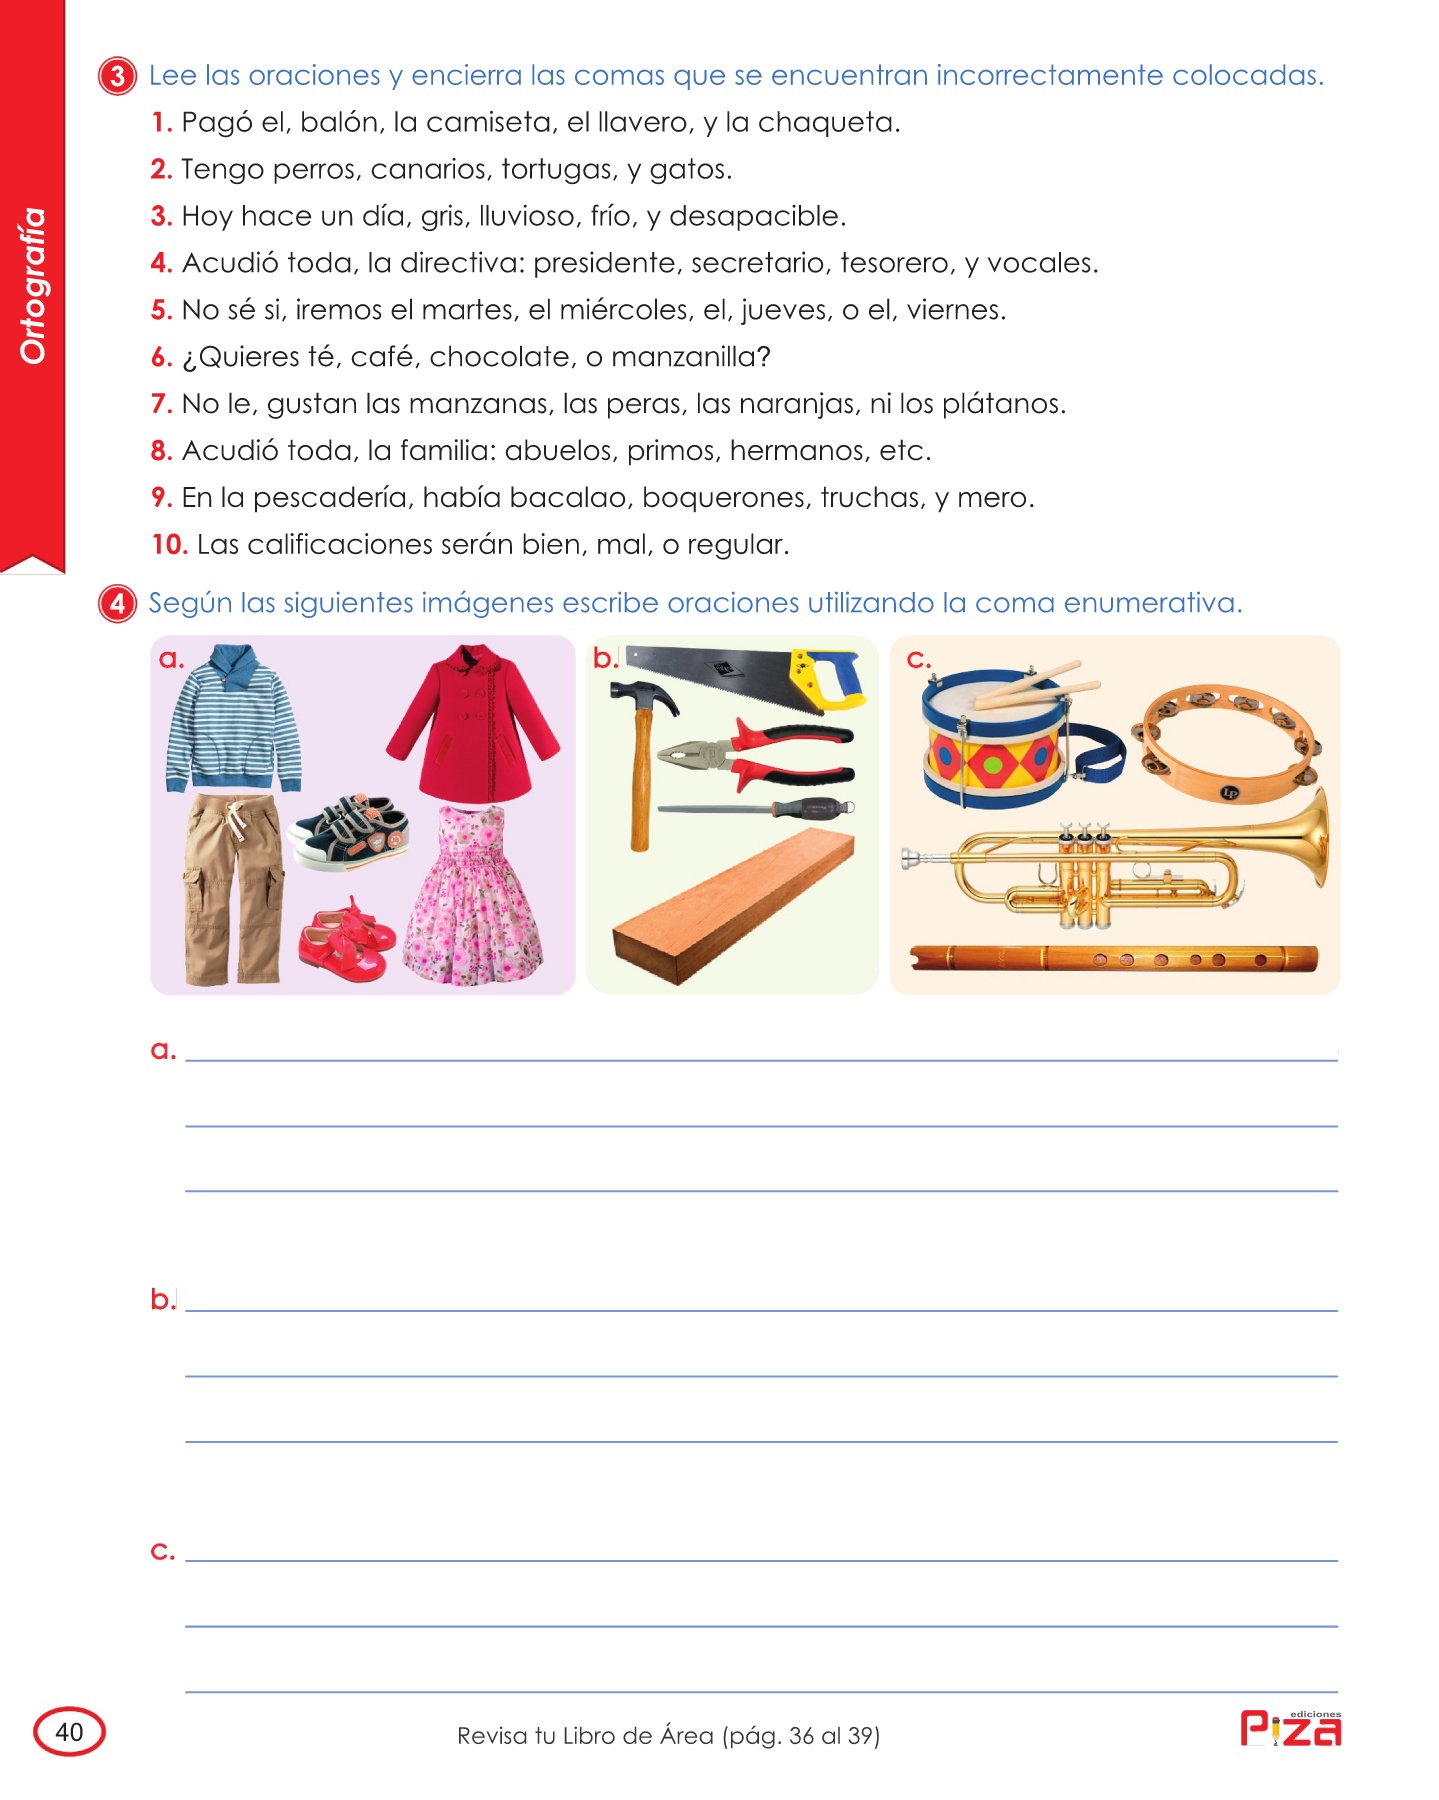 Ortografía
3 Lee las oraciones y encierra las comas que se encuentran incorrectamente colocadas.
1. Pagó el, balón, la camiseta, el llavero, y la chaqueta.
2. Tengo perros, canarios, tortugas, y gatos.
3. Hoy hace un día, gris, lluvioso, frío, y desapacible.
4. Acudió toda, la directiva: presidente, secretario, tesorero, y vocales.
5. No sé si, iremos el martes, el miércoles, el, jueves, o el, viernes.
6. ¿Quieres té, café, chocolate, o manzanilla?
7. No le, gustan las manzanas, las peras, las naranjas, ni los plátanos.
8. Acudió toda, la familia: abuelos, primos, hermanos, etc.
9. En la pescadería, había bacalao, boquerones, truchas, y mero.
10. Las calificaciones serán bien, mal, o regular.
4 Según las siguientes imágenes escribe oraciones utilizando la coma enumerativa.
a.
b.
c.
LP
a.
b.
c.
40
Revisa tu Libro de Área (pág. 36 al 39)
ediciones
Piza